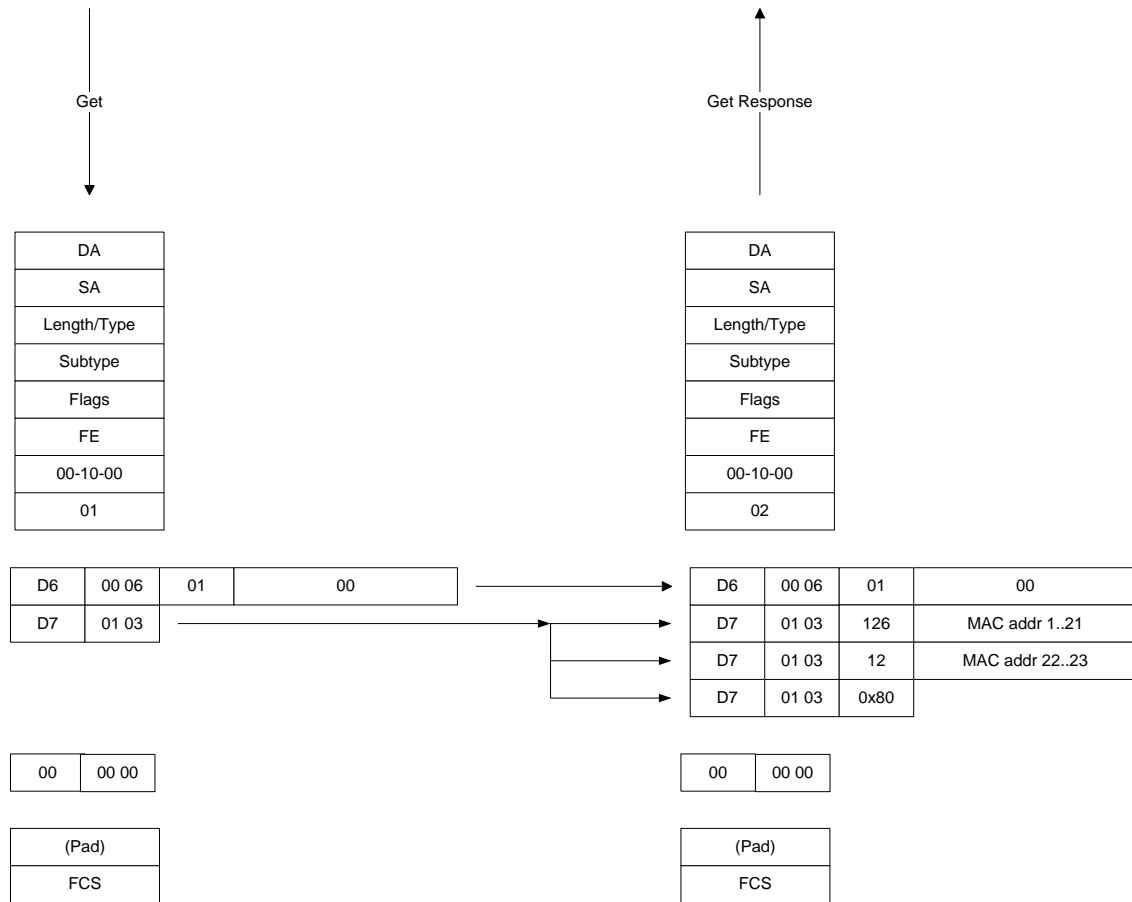 Get
Get Response
DA
SA
Length/Type
Subtype
Flags
FE
00-10-00
01
DA
SA
Length/Type
Subtype
Flags
FE
00-10-00
02
D6 00 06 01 00
D7 01 03
D6 00 06 01 00
D7 01 03 126 MAC addr 1..21
D7 01 03 12 MAC addr 22..23
D7 01 03 0x80
00 00 00
00 00 00
(Pad)
FCS
(Pad)
FCS